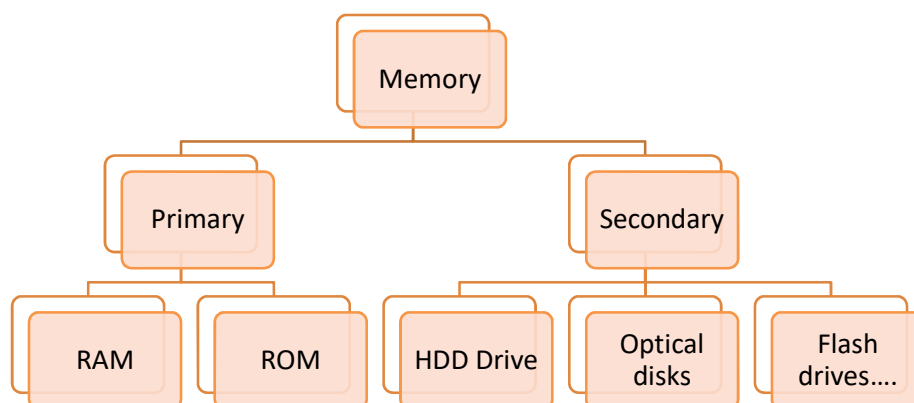 Memory
Primary
Secondary
RAM
ROM
HDD Drive
Optical
disks
Flash
drives....